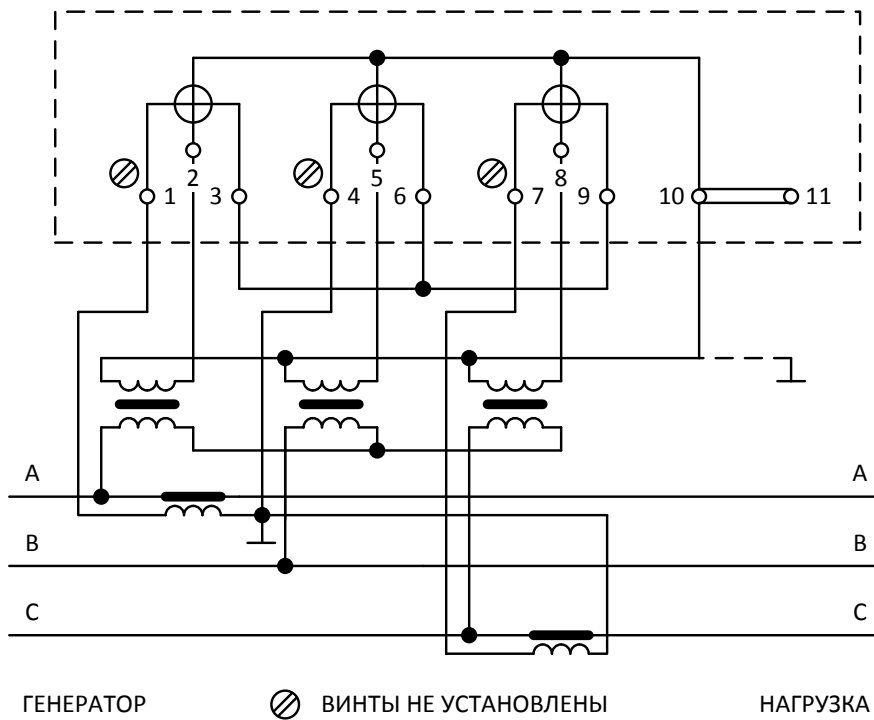 2 5 8
1 3 4 6 7 9 10 11
А А
В В
С С
ГЕНЕРАТОР ВИНТЫ НЕ УСТАНОВЛЕНЫ НАГРУЗКА